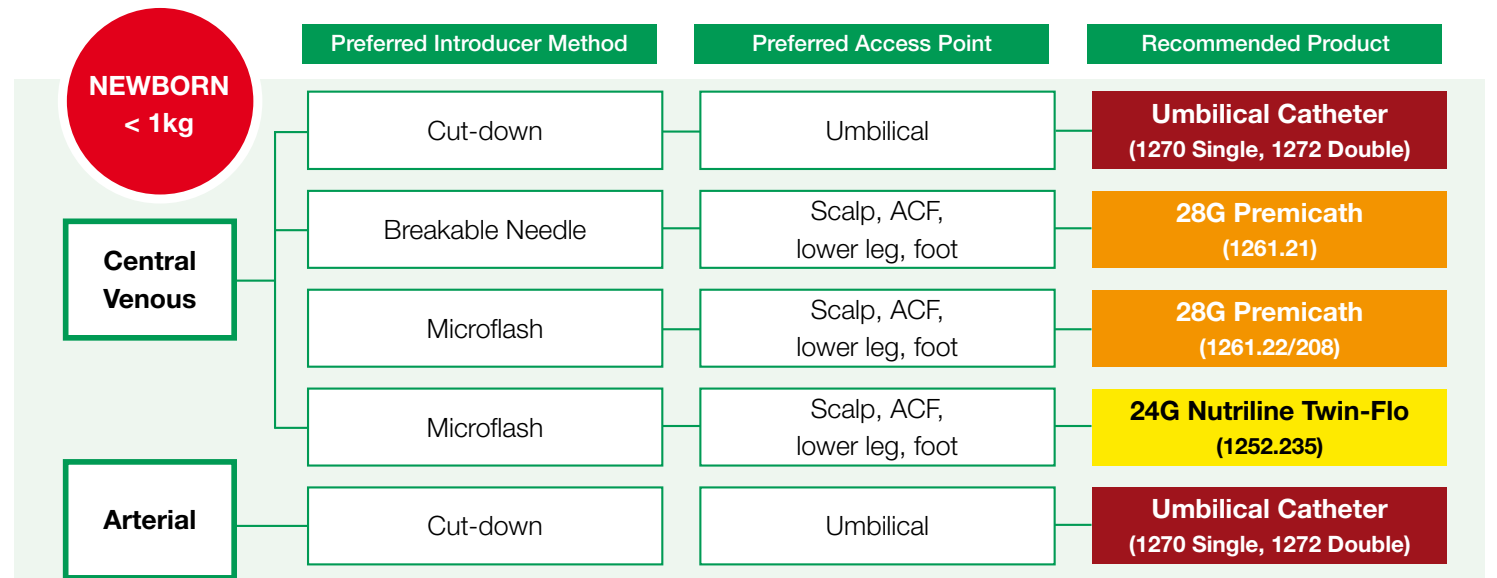 NEWBORN
< 1kg
Preferred Introducer Method
Preferred Access Point
Recommended Product
Central
Venous
Cut-down
Umbilical
Umbilical Catheter
(1270 Single, 1272 Double)
Breakable Needle
Scalp, ACF,
lower leg, foot
28G Premicath
(1261.21)
Microflash
Scalp, ACF,
lower leg, foot
28G Premicath
(1261.22/208)
Microflash
Scalp, ACF,
lower leg, foot
24G Nutriline Twin-Flo
(1252.235)
Arterial
Cut-down
Umbilical
Umbilical Catheter
(1270 Single, 1272 Double)